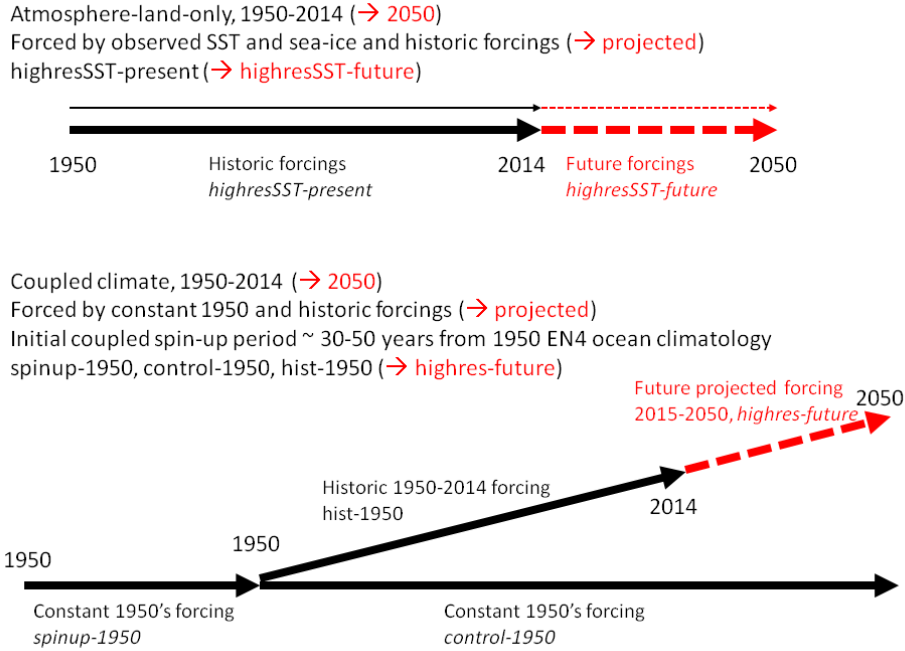 Atmosphere-land-only, 1950-2014 (→ 2050)
Forced by observed SST and sea-ice and historic forcings (→ projected)
highresSST-present (→ highresSST-future)
1950
Historic forcings
highresSST-present
2014
Future forcings
highresSST-future
2050
Coupled climate, 1950-2014 (→ 2050)
Forced by constant 1950 and historic forcings (→ projected)
Initial coupled spin-up period ~ 30-50 years from 1950 EN4 ocean climatology
spinup-1950, control-1950, hist-1950 (→ highres-future)
Future projected forcing
2015-2050, highres-future
2050
Historic 1950-2014 forcing
hist-1950
2014
1950
1950
Constant 1950's forcing
spinup-1950
Constant 1950's forcing
control-1950